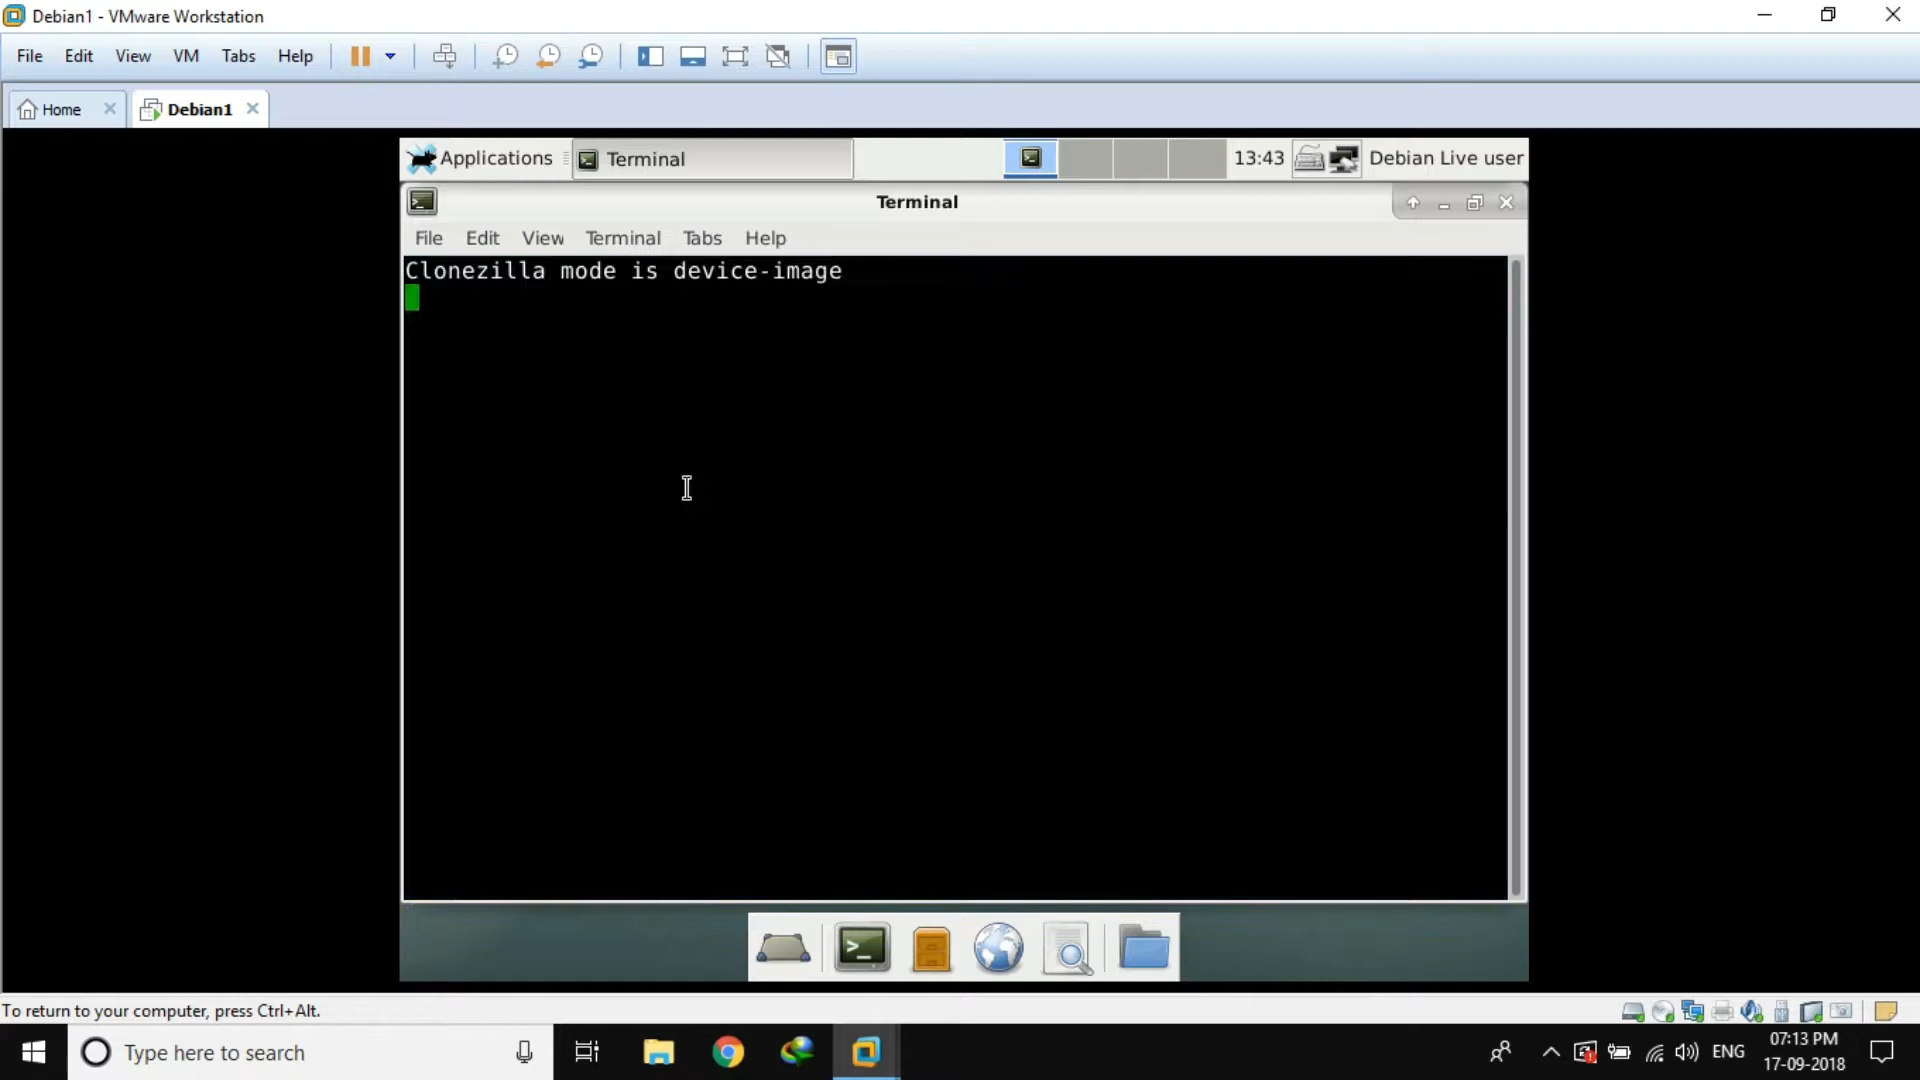 Debian1 - VMware Workstation
File Edit View VM Tabs Help
Home Debian1
Applications Terminal 13:43 Debian Live user
Terminal
File Edit View Terminal Tabs Help
Clonezilla mode is device-image
To return to your computer, press Ctrl+Alt.
Type here to search
ENG
07:13 PM
17-09-2018